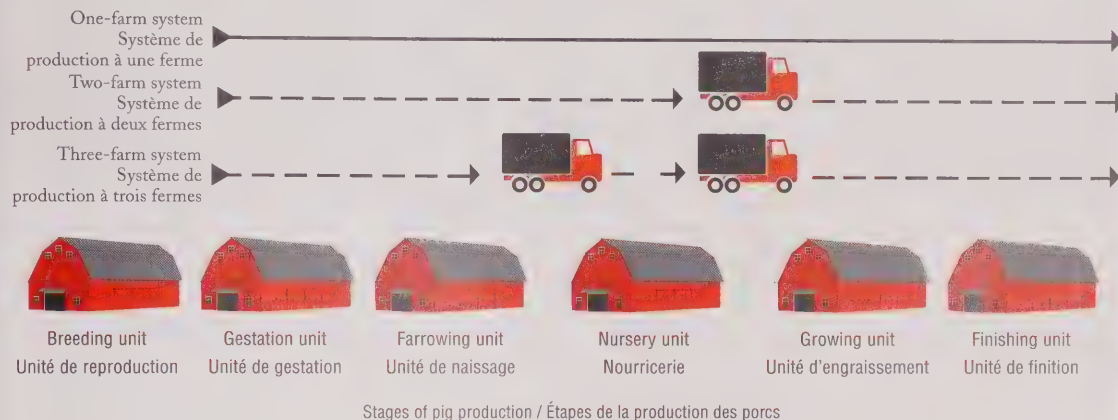 One-farm system
Système de
production à une ferme
Two-farm system
Système de
production à deux fermes
Three-farm system
Système de
production à trois fermes
Breeding unit
Unité de reproduction
Gestation unit
Unité de gestation
Farrowing unit
Unité de naissage
Nursery unit
Nourricerie
Growing unit
Unité d'engraissement
Finishing unit
Unité de finition
Stages of pig production / Étapes de la production des porcs